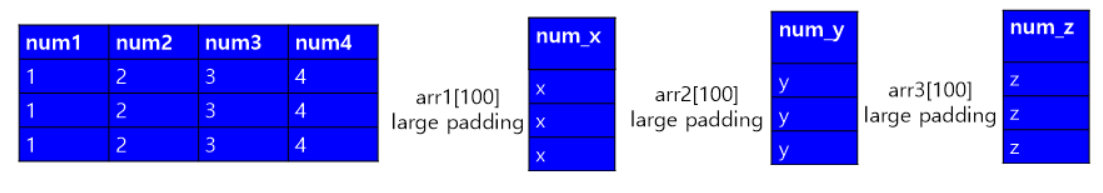 num1 num2 num3 num4
1 2 3 4
1 2 3 4
1 2 3 4
arr1[100]
large padding
num_x
x
x
x
arr2[100]
large padding
num_y
y
y
y
arr3[100]
large padding
num_z
z
z
z